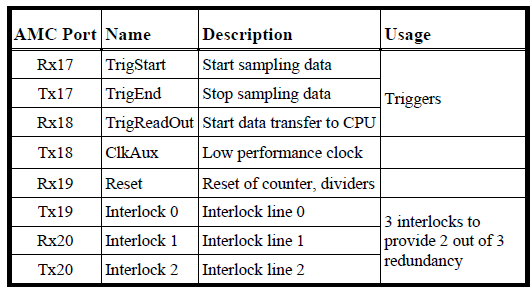 AMC Port Name Description Usage
Rx17 TrigStart Start sampling data
Tx17 TrigEnd Stop sampling data
Triggers
Rx18 TrigReadOut Start data transfer to CPU
Tx18 ClkAux Low performance clock
Rx19 Reset Reset of counter, dividers
Tx19 Interlock 0 Interlock line 0
Rx20 Interlock 1 Interlock line 1
Tx20 Interlock 2 Interlock line 2
3 interlocks to
provide 2 out of 3
redundancy